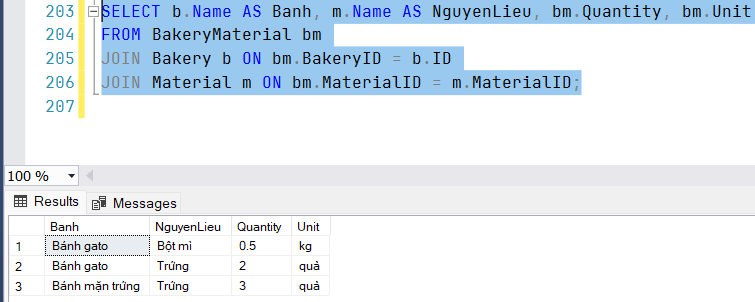 203 SELECT b.Name AS Banh, m.Name AS NguyenLieu, bm.Quantity, bm.Unit
204 FROM BakeryMaterial bm
205 JOIN Bakery b ON bm.BakeryID = b.ID
206 JOIN Material m ON bm.MaterialID = m.MaterialID;
207
100 %
Results Messages
Banh NguyenLieu Quantity Unit
1 Bánh gato Bột mì 0.5 kg
2 Bánh gato Trứng 2 quả
3 Bánh mặn trứng Trứng 3 quả